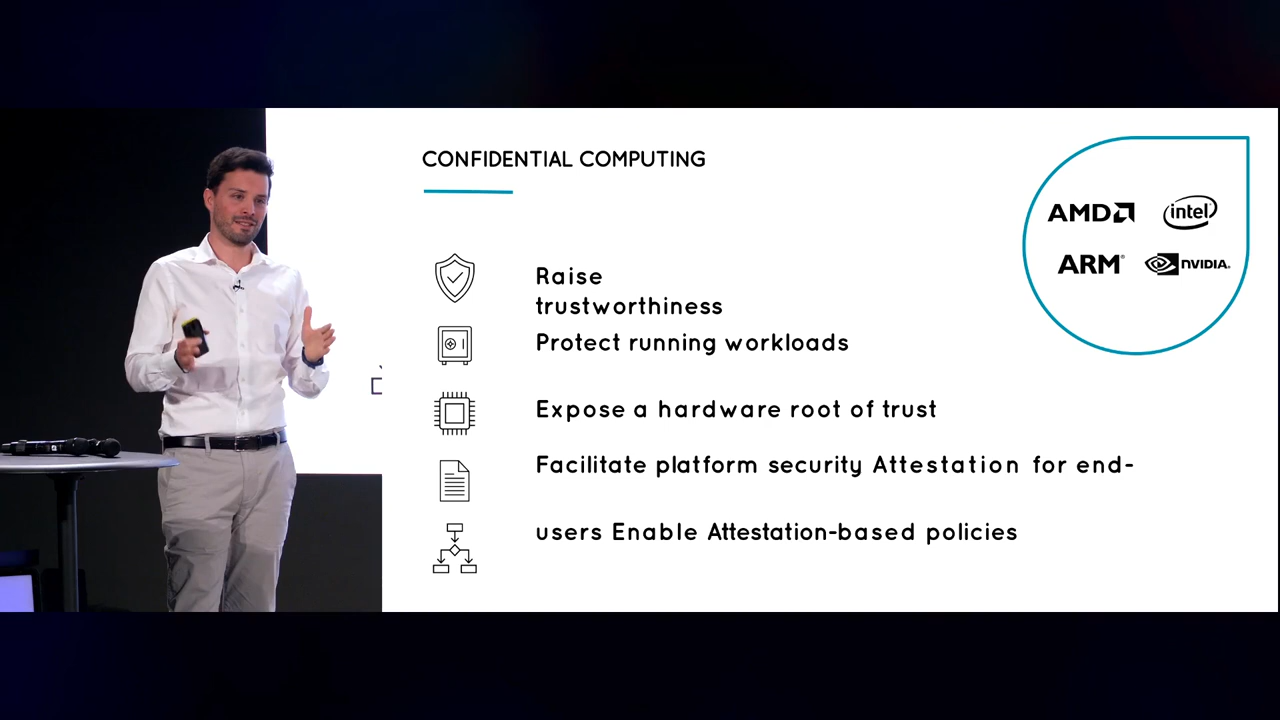 CONFIDENTIAL COMPUTING
AMD intel
ARM® NVIDIA.
Raise
trustworthiness
Protect running workloads
Expose a hardware root of trust
Facilitate platform security Attestation for end-
users Enable Attestation-based policies